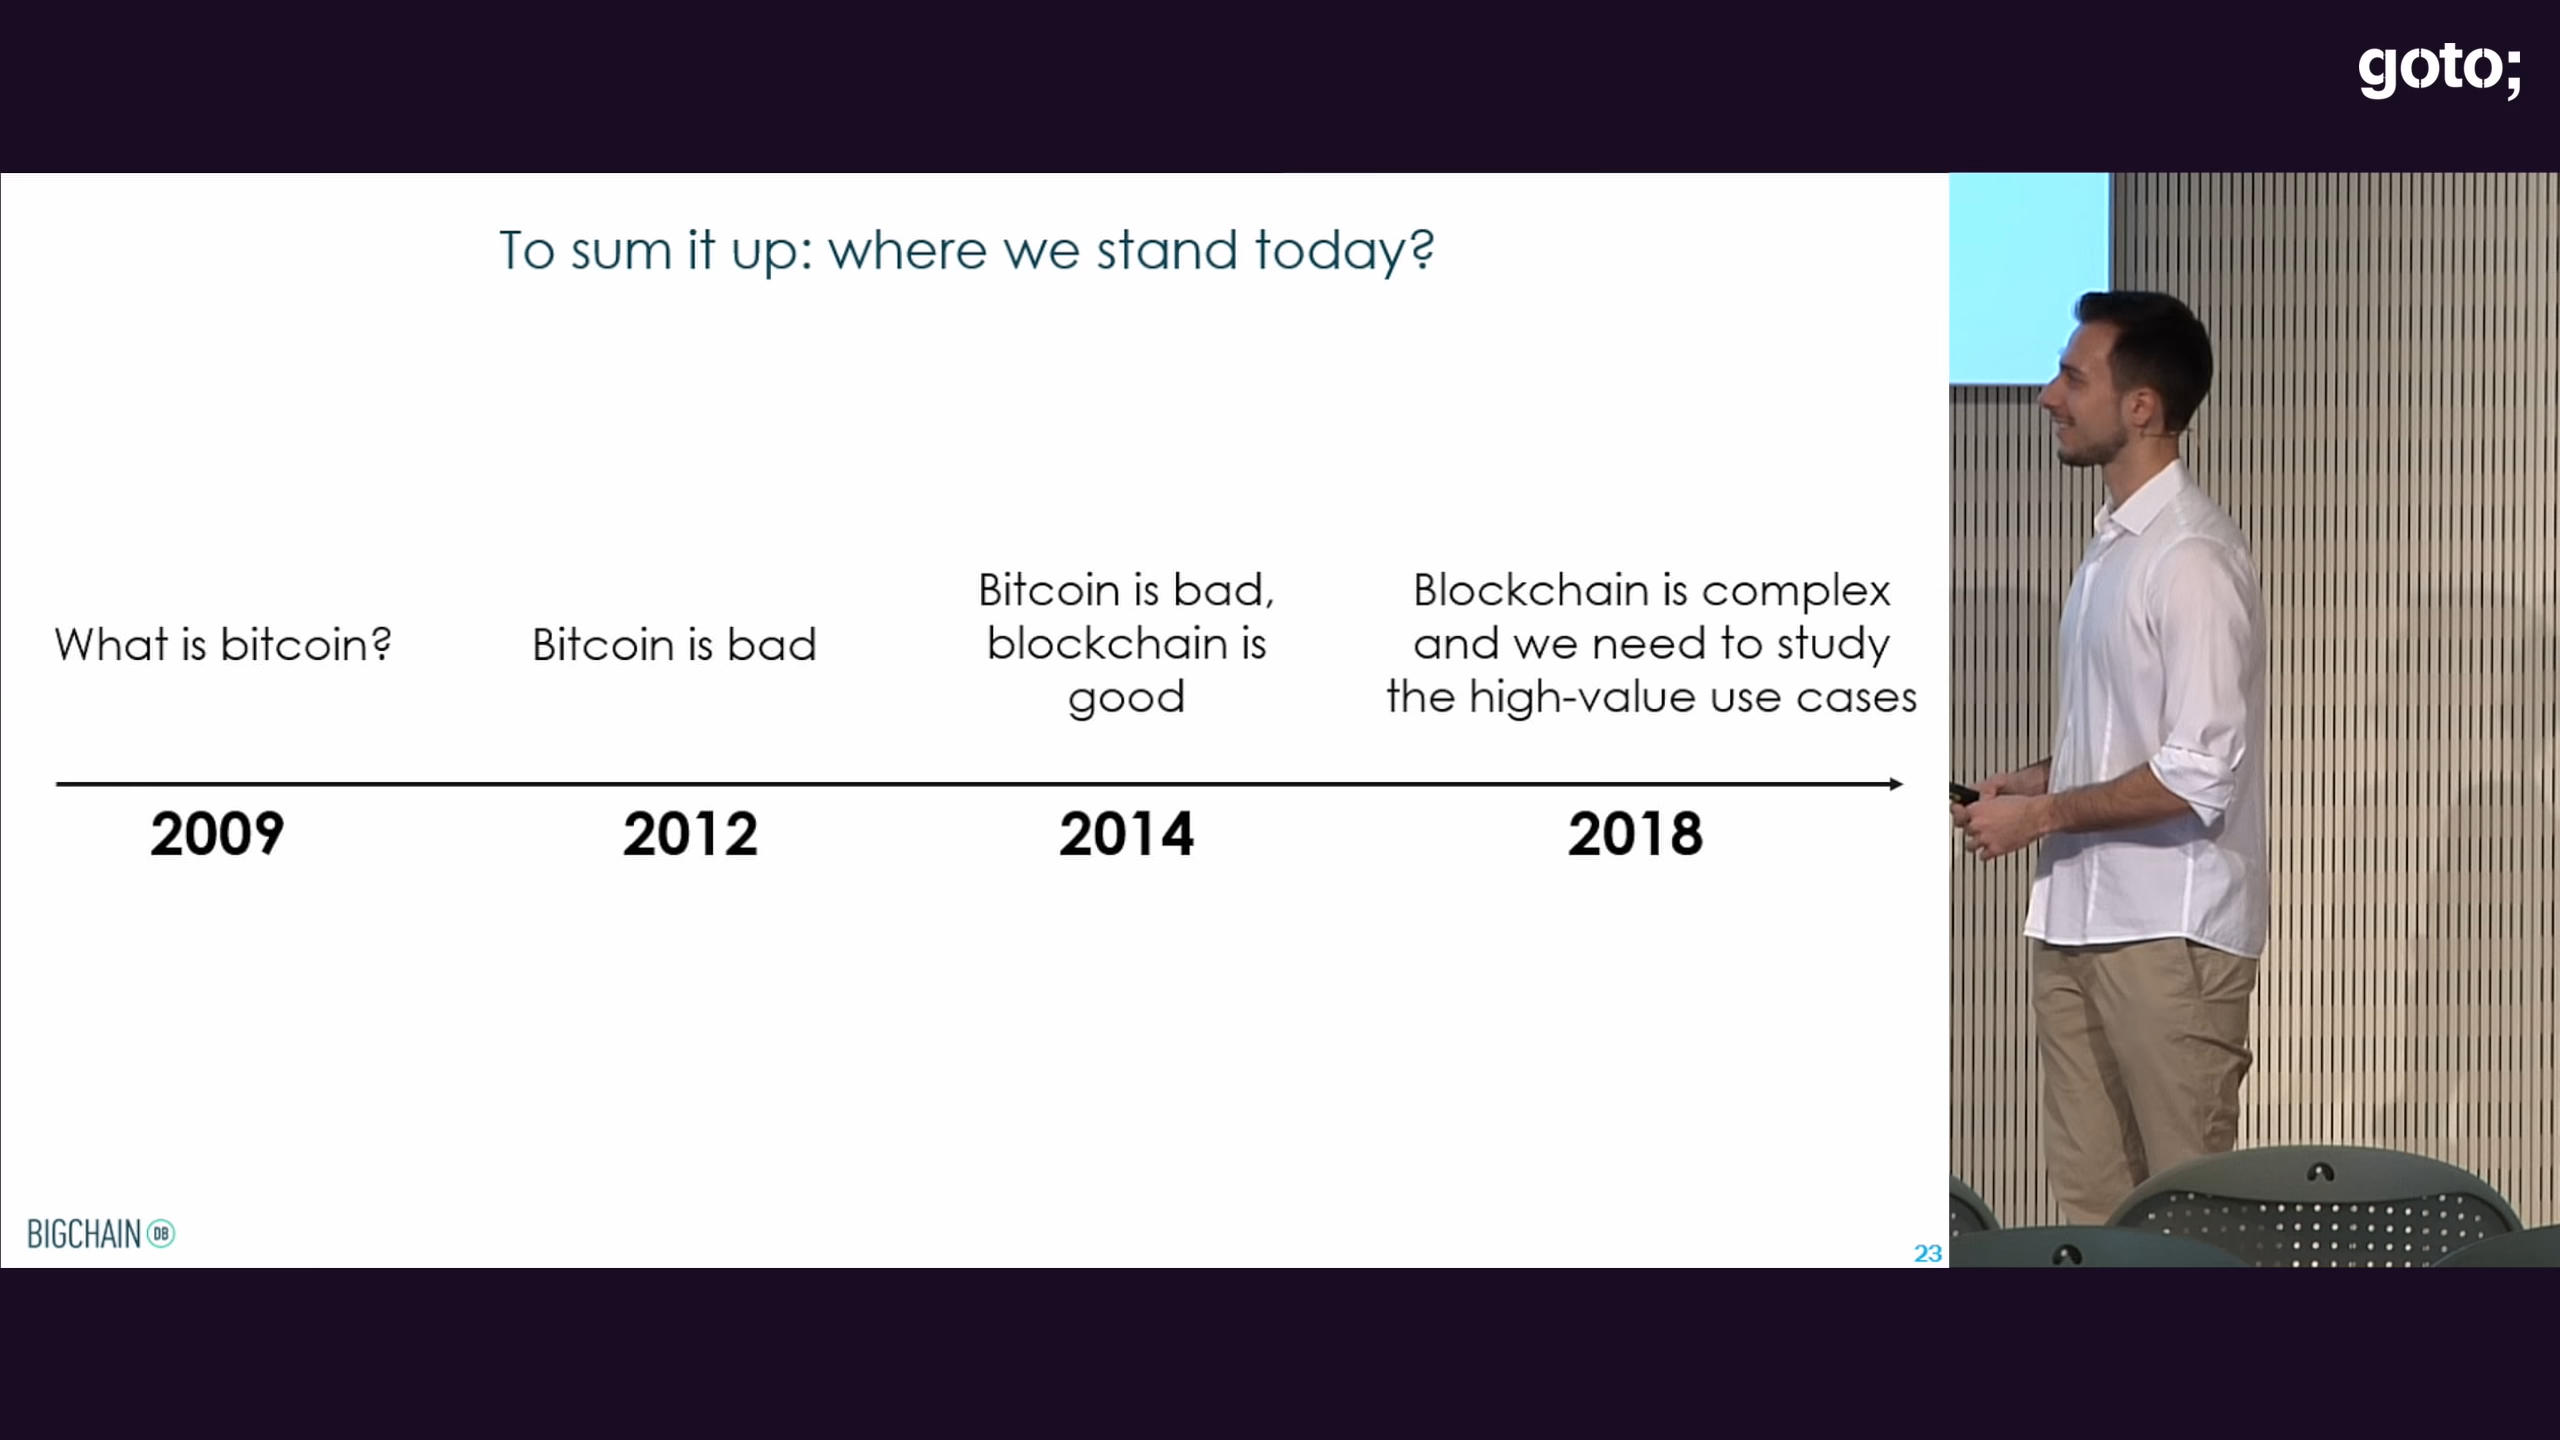 goto;
To sum it up: where we stand today?
What is bitcoin?
Bitcoin is bad
Bitcoin is bad,
blockchain is
good
Blockchain is complex
and we need to study
the high-value use cases
2009
2012
2014
2018
BIGCHAIN DB
23